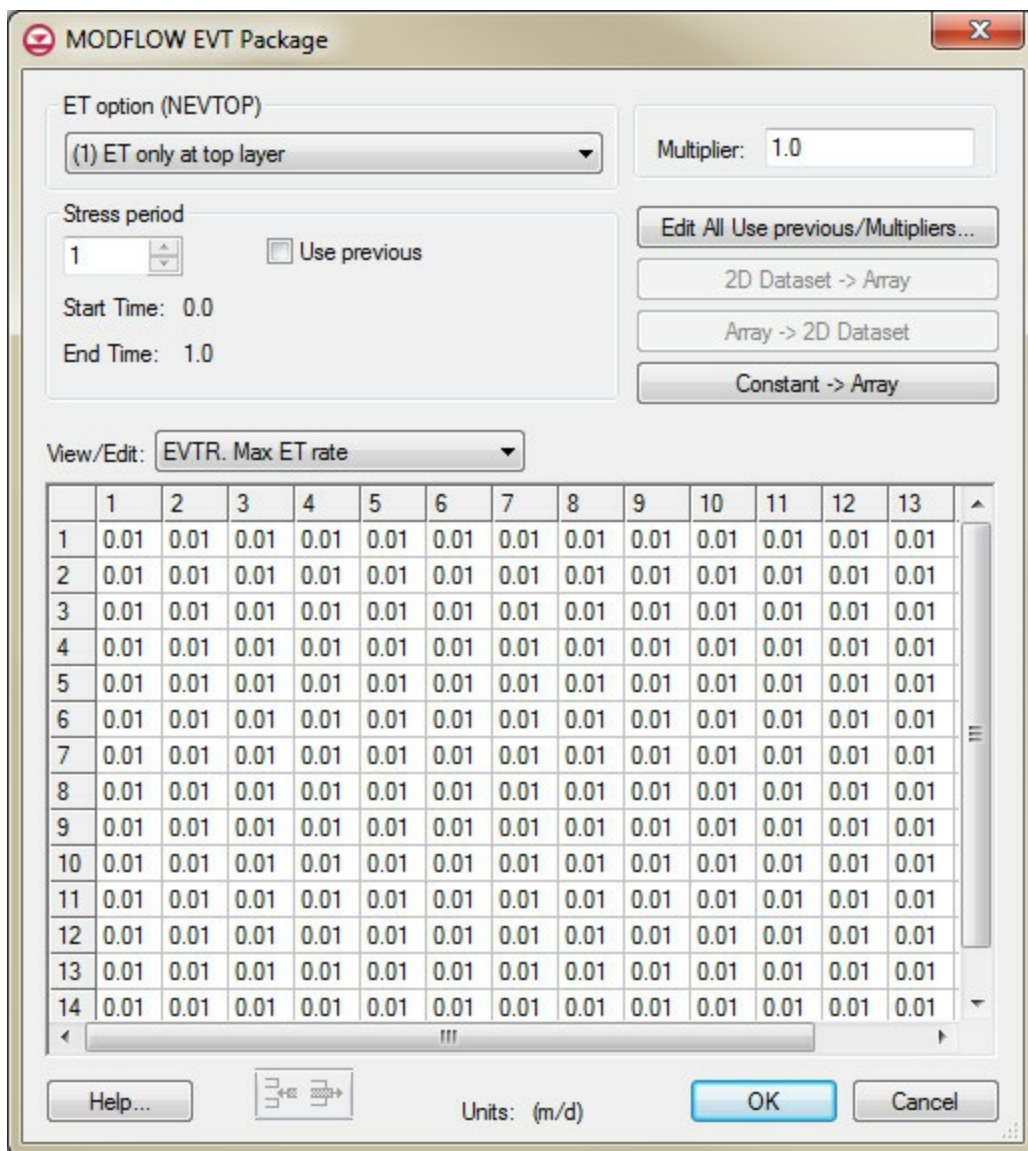 MODFLOW EVT Package
ET option (NEVTOP)
(1) ET only at top layer
Multiplier: 1.0
Stress period
1 Use previous
Start Time: 0.0
End Time: 1.0
Edit All Use previous/Multipliers...
2D Dataset -> Array
Array -> 2D Dataset
Constant -> Array
View/Edit: EVTR. Max ET rate
1 2 3 4 5 6 7 8 9 10 11 12 13
1 0.01 0.01 0.01 0.01 0.01 0.01 0.01 0.01 0.01 0.01 0.01 0.01 0.01
2 0.01 0.01 0.01 0.01 0.01 0.01 0.01 0.01 0.01 0.01 0.01 0.01 0.01
3 0.01 0.01 0.01 0.01 0.01 0.01 0.01 0.01 0.01 0.01 0.01 0.01 0.01
4 0.01 0.01 0.01 0.01 0.01 0.01 0.01 0.01 0.01 0.01 0.01 0.01 0.01
5 0.01 0.01 0.01 0.01 0.01 0.01 0.01 0.01 0.01 0.01 0.01 0.01 0.01
6 0.01 0.01 0.01 0.01 0.01 0.01 0.01 0.01 0.01 0.01 0.01 0.01 0.01
7 0.01 0.01 0.01 0.01 0.01 0.01 0.01 0.01 0.01 0.01 0.01 0.01 0.01
8 0.01 0.01 0.01 0.01 0.01 0.01 0.01 0.01 0.01 0.01 0.01 0.01 0.01
9 0.01 0.01 0.01 0.01 0.01 0.01 0.01 0.01 0.01 0.01 0.01 0.01 0.01
10 0.01 0.01 0.01 0.01 0.01 0.01 0.01 0.01 0.01 0.01 0.01 0.01 0.01
11 0.01 0.01 0.01 0.01 0.01 0.01 0.01 0.01 0.01 0.01 0.01 0.01 0.01
12 0.01 0.01 0.01 0.01 0.01 0.01 0.01 0.01 0.01 0.01 0.01 0.01 0.01
13 0.01 0.01 0.01 0.01 0.01 0.01 0.01 0.01 0.01 0.01 0.01 0.01 0.01
14 0.01 0.01 0.01 0.01 0.01 0.01 0.01 0.01 0.01 0.01 0.01 0.01 0.01
Help... Units: (m/d) OK Cancel